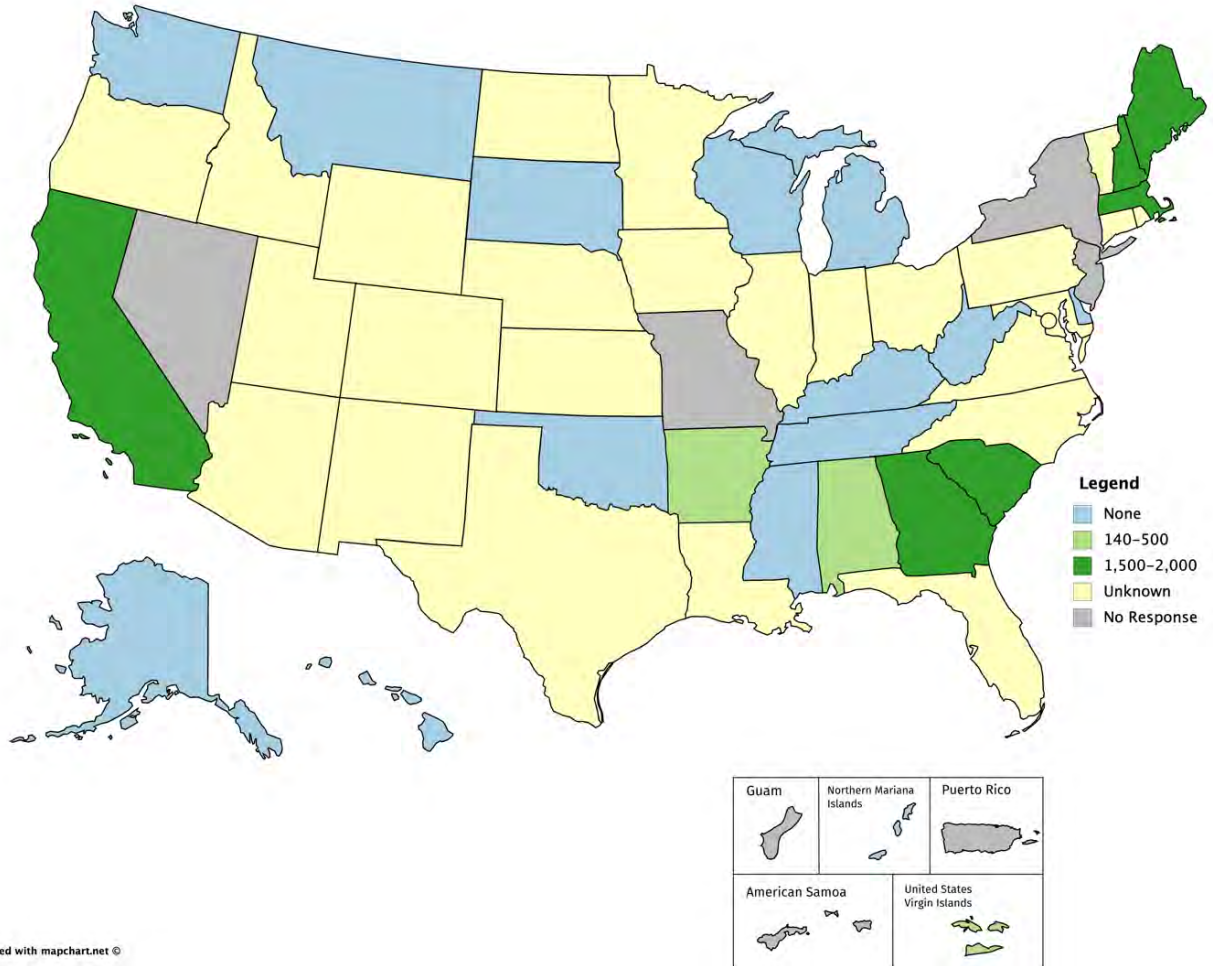 Legend
None
140–500
1,500–2,000
Unknown
No Response
Guam
Northern Mariana
Islands
Puerto Rico
American Samoa
United States
Virgin Islands
with mapchart.net ©